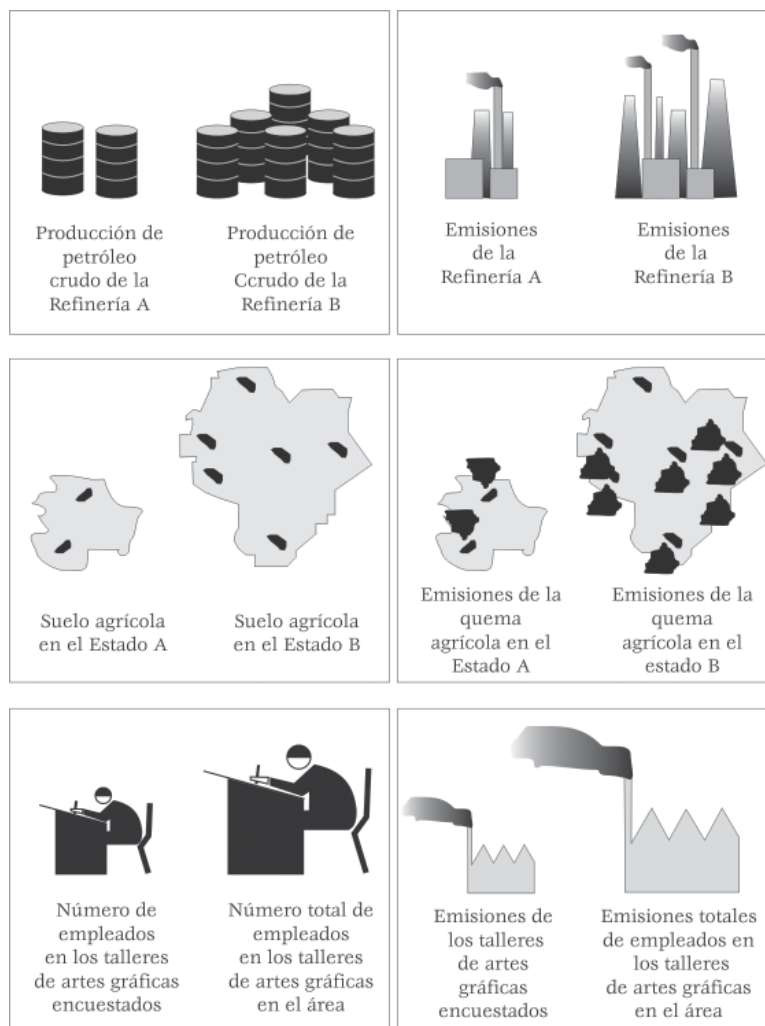 Producción de
petróleo
crudo de la
Refinería A
Producción de
petróleo
Ccrudo de la
Refinería B
Emisiones
de la
Refinería A
Emisiones
de la
Refinería B
Suelo agrícola
en el Estado A
Suelo agrícola
en el Estado B
Emisiones de la
quema
agrícola en el
Estado A
Emisiones de la
quema
agrícola en el
estado B
Número de
empleados
en los talleres
de artes gráficas
encuestados
Número total de
empleados
en los talleres
de artes gráficas
en el área
Emisiones de
los talleres
de artes
gráficas
encuestados
Emisiones totales
de empleados en
los talleres
de artes gráficas
en el área